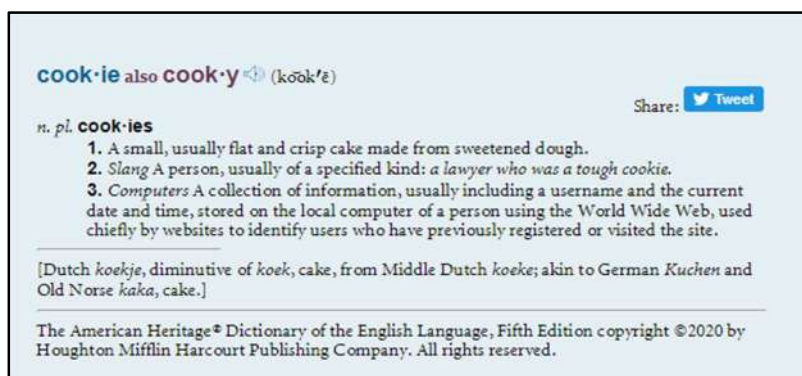 cook·ie also cook·y (ko͝ok′ē)
Share: Tweet
n. pl. cook·ies
1. A small, usually flat and crisp cake made from sweetened dough.
2. Slang A person, usually of a specified kind: a lawyer who was a tough cookie.
3. Computers A collection of information, usually including a username and the current
date and time, stored on the local computer of a person using the World Wide Web, used
chiefly by websites to identify users who have previously registered or visited the site.
[Dutch koekje, diminutive of koek, cake, from Middle Dutch koeke; akin to German Kuchen and
Old Norse kaka, cake.]
The American Heritage® Dictionary of the English Language, Fifth Edition copyright ©2020 by
Houghton Mifflin Harcourt Publishing Company. All rights reserved.